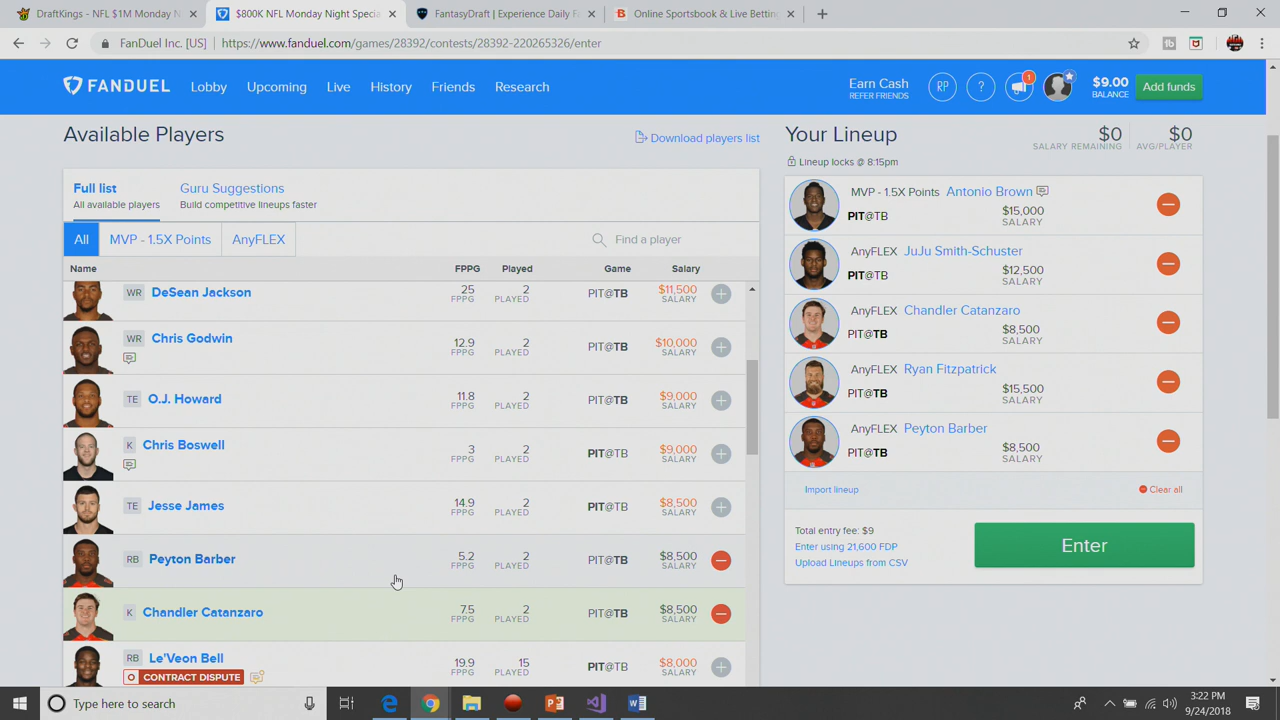 DraftKings - NFL $1M Monday N
$800K NFL Monday Night Specia
FantasyDraft | Experience Daily F
Online Sportsbook & Live Bettin
FanDuel Inc. [US] | https://www.fanduel.com/games/28392/contests/28392-220265326/enter
FANDUEL
Lobby
Upcoming
Live
History
Friends
Research
Earn Cash
REFER FRIENDS
RP
?
1
$9.00
BALANCE
Add funds
Available Players
Download players list
Full list
All available players
Guru Suggestions
Build competitive lineups faster
All
MVP - 1.5X Points
AnyFLEX
Find a player
Name FPPG Played Game Salary
WR DeSean Jackson 25 2 PIT@TB $11,500
FPPG PLAYED SALARY
WR Chris Godwin 12.9 2 PIT@TB $10,000
FPPG PLAYED SALARY
TE O.J. Howard 11.8 2 PIT@TB $9,000
FPPG PLAYED SALARY
K Chris Boswell 3 2 PIT@TB $9,000
FPPG PLAYED SALARY
TE Jesse James 14.9 2 PIT@TB $8,500
FPPG PLAYED SALARY
RB Peyton Barber 5.2 2 PIT@TB $8,500
FPPG PLAYED SALARY
K Chandler Catanzaro 7.5 2 PIT@TB $8,500
FPPG PLAYED SALARY
RB Le'Veon Bell 19.9 15 PIT@TB $8,000
O CONTRACT DISPUTE FPPG PLAYED SALARY
Your Lineup
$0
SALARY REMAINING
$0
AVG/PLAYER
Lineup locks @ 8:15pm
MVP - 1.5X Points Antonio Brown
PIT@TB $15,000
SALARY
AnyFLEX JuJu Smith-Schuster
PIT@TB $12,500
SALARY
AnyFLEX Chandler Catanzaro
PIT@TB $8,500
SALARY
AnyFLEX Ryan Fitzpatrick
PIT@TB $15,500
SALARY
AnyFLEX Peyton Barber
PIT@TB $8,500
SALARY
Import lineup
Clear all
Total entry fee: $9
Enter using 21,600 FDP
Upload Lineups from CSV
Enter
Type here to search
3:22 PM
9/24/2018